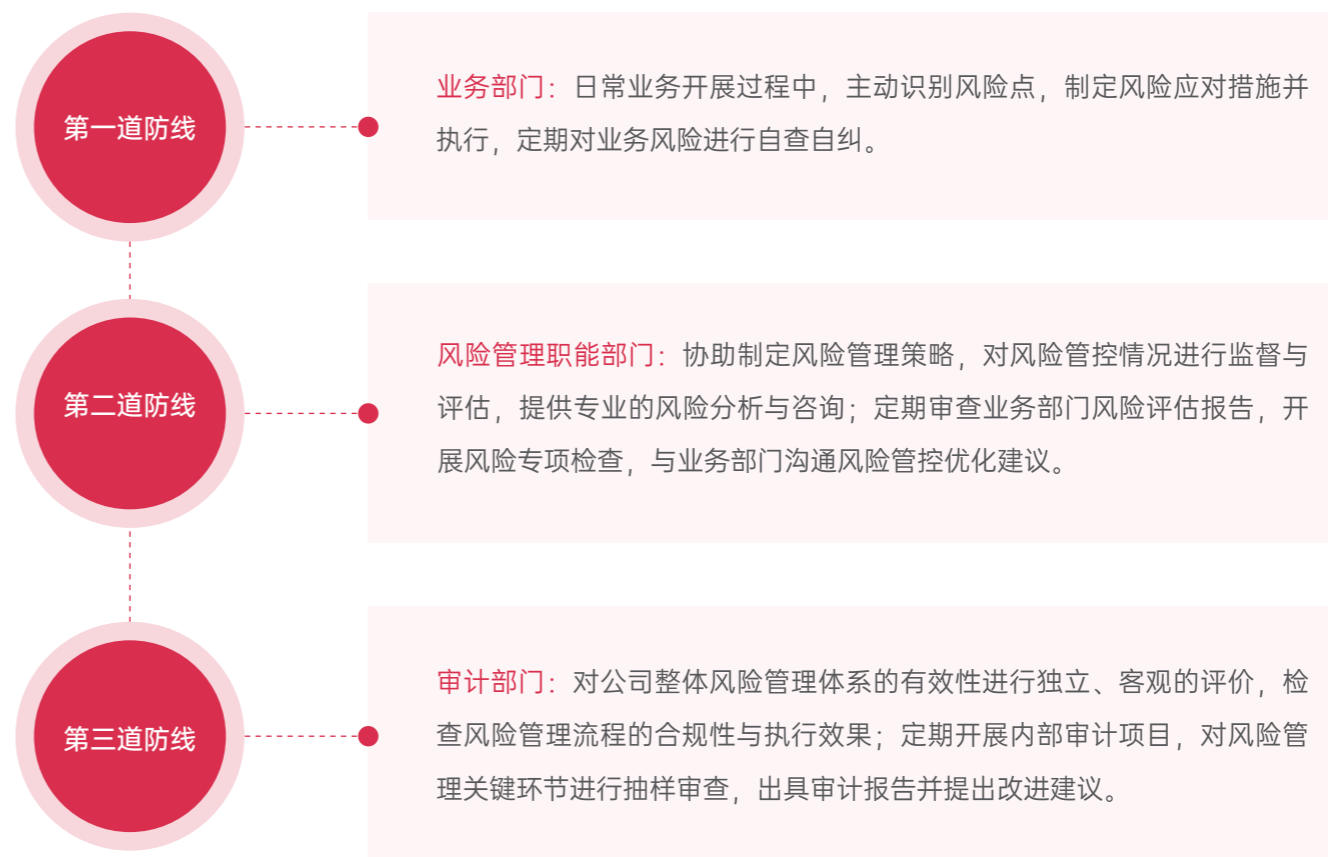 第一道防线
业务部门：日常业务开展过程中，主动识别风险点，制定风险应对措施并
执行，定期对业务风险进行自查自纠。
第二道防线
风险管理职能部门：协助制定风险管理策略，对风险管控情况进行监督与
评估，提供专业的风险分析与咨询；定期审查业务部门风险评估报告，开
展风险专项检查，与业务部门沟通风险管控优化建议。
第三道防线
审计部门：对公司整体风险管理体系的有效性进行独立、客观的评价，检
查风险管理流程的合规性与执行效果；定期开展内部审计项目，对风险管
理关键环节进行抽样审查，出具审计报告并提出改进建议。